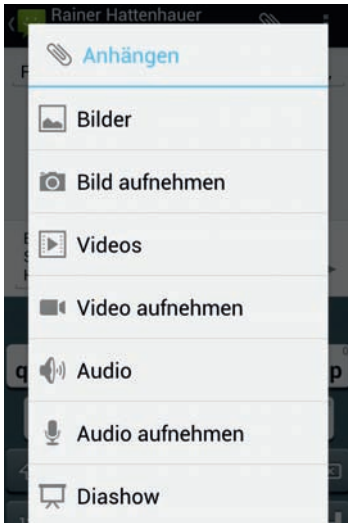 Rainer Hattenhauer
Anhängen
Bilder
Bild aufnehmen
Videos
Video aufnehmen
Audio
q
p
Audio aufnehmen
Diashow